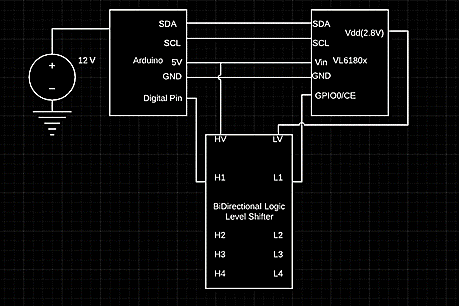 SDA
SCL
Arduino 5V
GND
Digital Pin
12 V
SDA
Vdd(2.8V)
SCL
Vin VL6180x
GND
GPIO0/CE
HV LV
H1 L1
BiDirectional Logic
Level Shifter
H2 L2
H3 L3
H4 L4